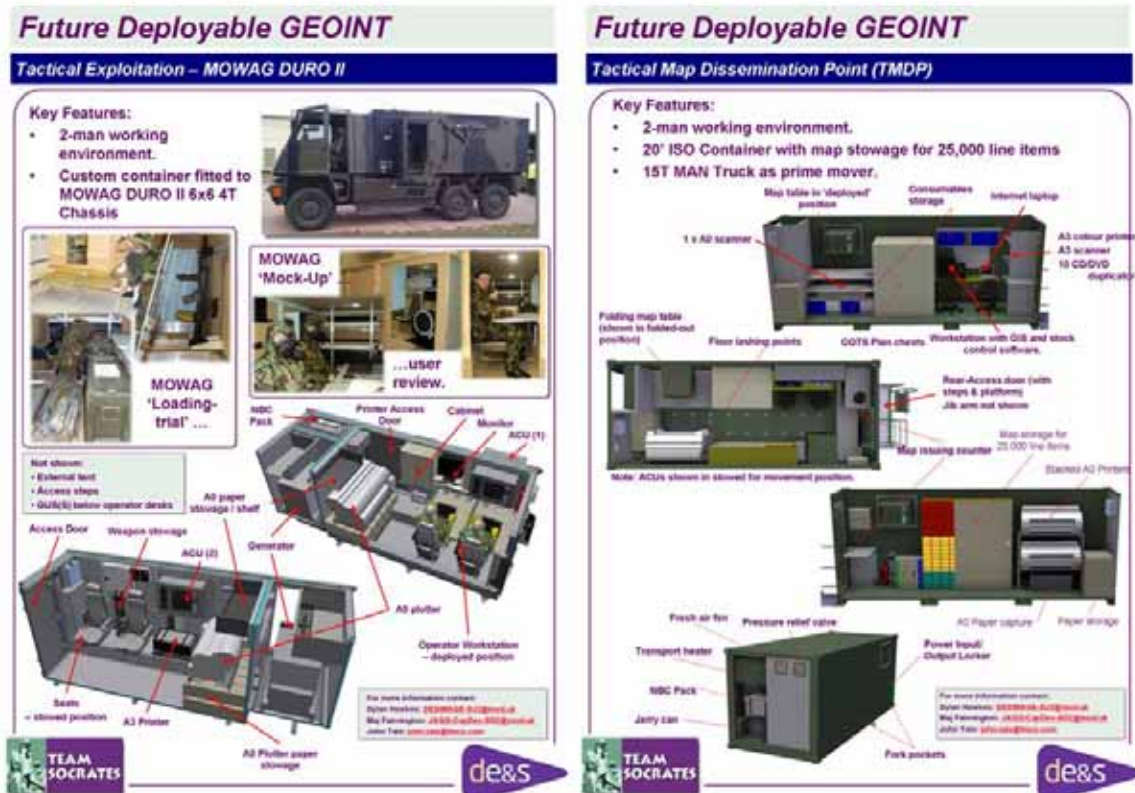 Future Deployable GEOINT
Tactical Exploitation – MOWAG DURO II
Key Features:
• 2-man working
environment.
• Custom container fitted to
MOWAG DURO II 6x6 4T
Chassis
MOWAG
'Mock-Up' ...
...user
review.
MOWAG
'Loading-
trial' ...
NBC
Pack
Printer Access
Door
Cabinet
Monitor
ACU (1)
Not shown:
• External tent
• Access steps
• GUS(S) below operator desks
A0 paper
stowage / shelf
Access Door
Weapon stowage
ACU (2)
Generator
A0 plotter
Operator Workstation
– deployed position
Seats
– stowed position
A3 Printer
A0 Plotter paper
stowage
For more information contact:
TEAM
SOCRATES
de&s
Future Deployable GEOINT
Tactical Map Dissemination Point (TMDP)
Key Features:
• 2-man working environment.
• 20' ISO Container with map stowage for 25,000 line items
• 15T MAN Truck as prime mover.
Map table in 'deployed'
position
Consumables
storage
Internet laptop
1 x A0 scanner
A3 colour printer
A3 scanner
10 CD/DVD
duplicator
Folding map table
(shown in folded-out
position)
Floor lashing points
COTS Plan chests
Workstation with GIS and stock
control software.
Rear-Access door (with
steps & platform)
Jib arm not shown
Note: ACUs shown in stowed for movement position.
Map issuing counter
Map storage for
25,000 line items
Stacked A0 Printers
A0 Paper capture
Paper storage
Fresh air fan
Pressure relief valve
Transport heater
Power Input/
Output Locker
NBC Pack
Jerry can
Fork pockets
For more information contact:
TEAM
SOCRATES
de&s